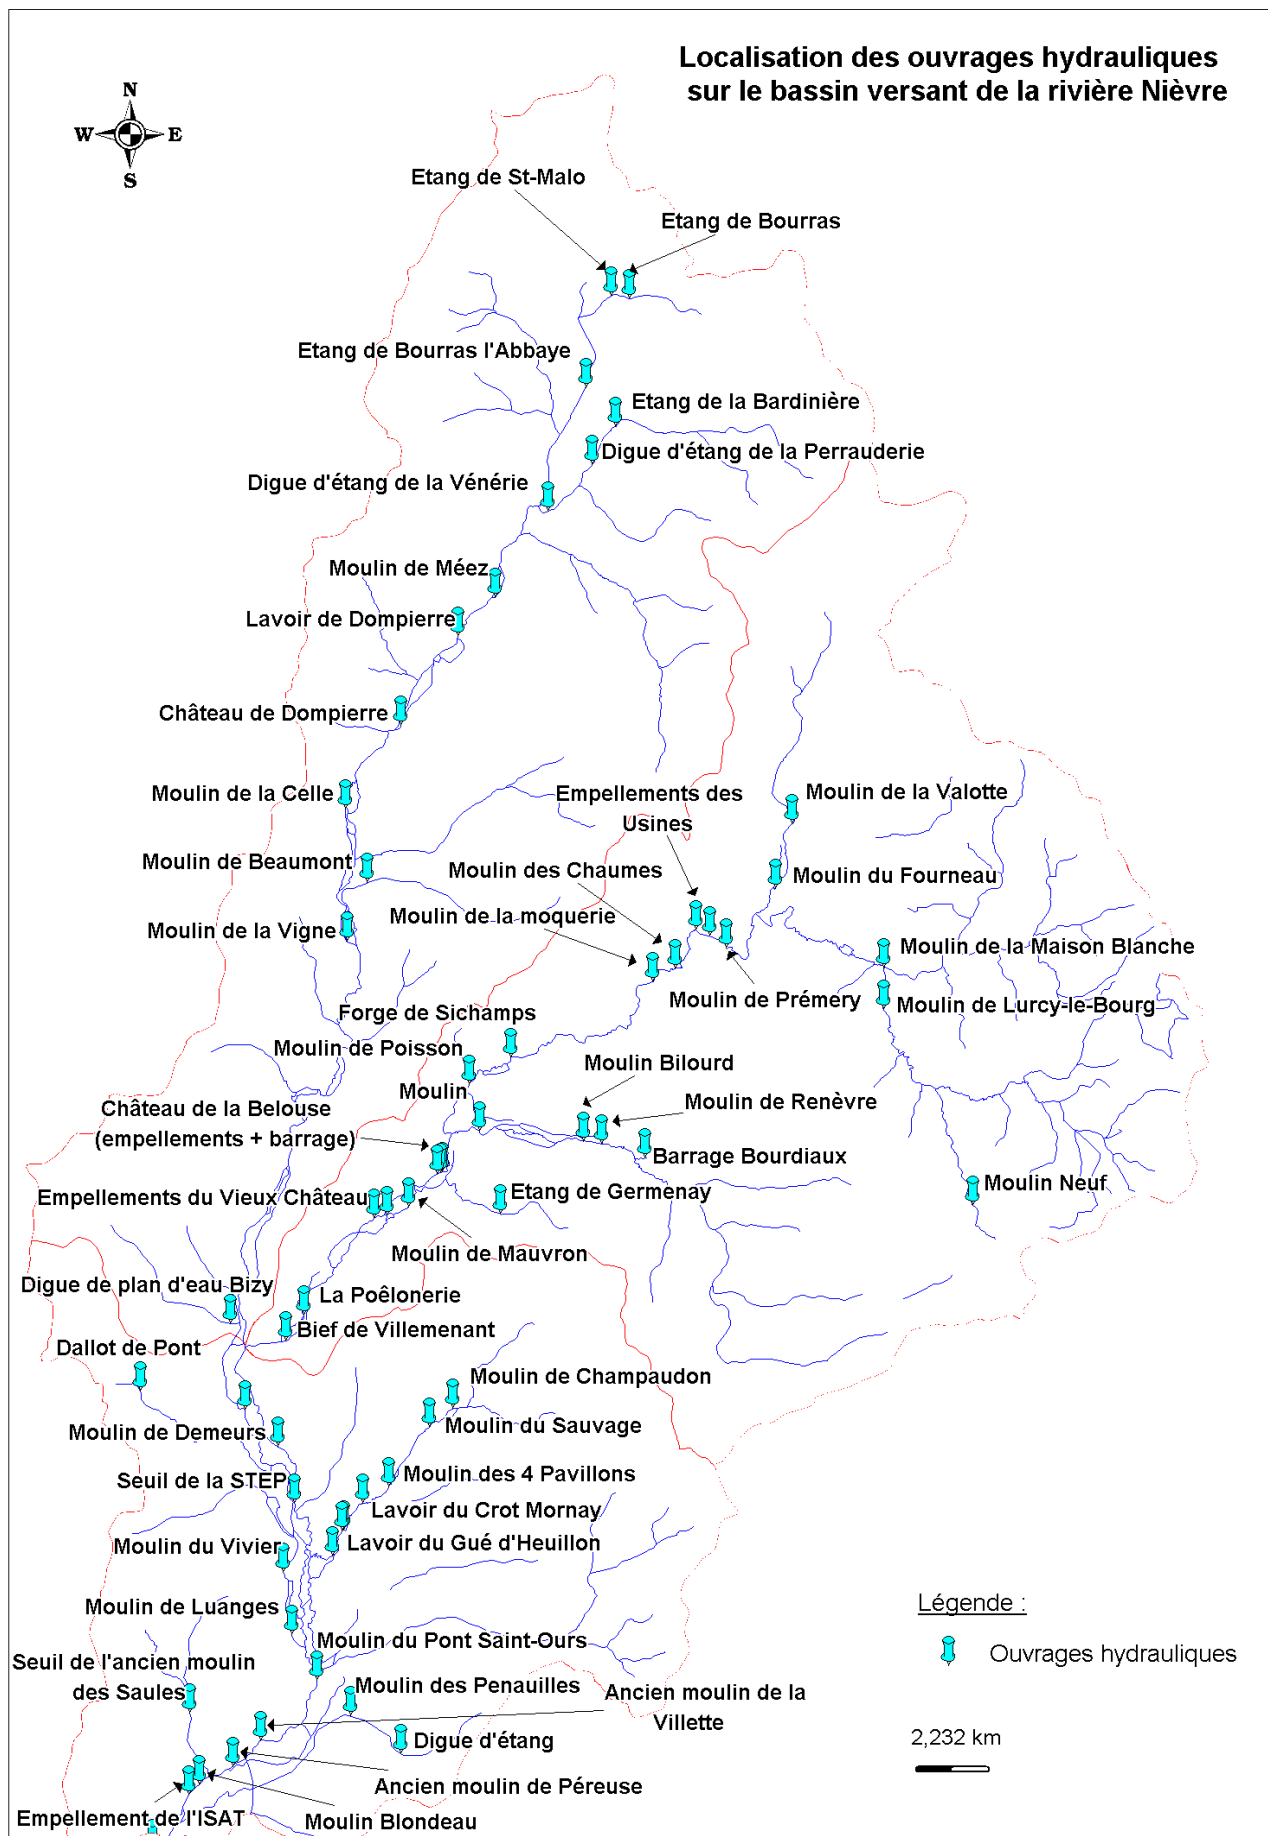 Localisation des ouvrages hydrauliques
sur le bassin versant de la rivière Nièvre
N
W
E
S
Etang de St-Malo
Etang de Bourras
Etang de Bourras l'Abbaye
Etang de la Bardinière
Digue d'étang de la Perrauderie
Digue d'étang de la Vénérie
Moulin de Méez
Lavoir de Dompierre
Château de Dompierre
Moulin de la Celle
Empellements des
Usines
Moulin de la Valotte
Moulin de Beaumont
Moulin des Chaumes
Moulin du Fourneau
Moulin de la moquerie
Moulin de la Vigne
Moulin de la Maison Blanche
Moulin de Prémery
Moulin de Lurcy-le-Bourg
Forge de Sichamps
Moulin de Poisson
Moulin Bilourd
Moulin
Moulin de Renèvre
Château de la Belouse
(empellements + barrage)
Barrage Bourdiaux
Moulin Neuf
Empellements du Vieux Château
Etang de Germenay
Moulin de Mauvron
Digue de plan d'eau Bizy
La Poêlonerie
Bief de Villemenant
Dallot de Pont
Moulin de Champaudon
Moulin de Demeurs
Moulin du Sauvage
Seuil de la STEP
Moulin des 4 Pavillons
Lavoir du Crot Mornay
Moulin du Vivier
Lavoir du Gué d'Heuillon
Moulin de Luanges
Moulin du Pont Saint-Ours
Seuil de l'ancien moulin
des Saules
Moulin des Penauilles
Ancien moulin de la
Villette
Digue d'étang
Ancien moulin de Péreuse
Empellement de l'ISAT
Moulin Blondeau
Légende :
Ouvrages hydrauliques
2,232 km